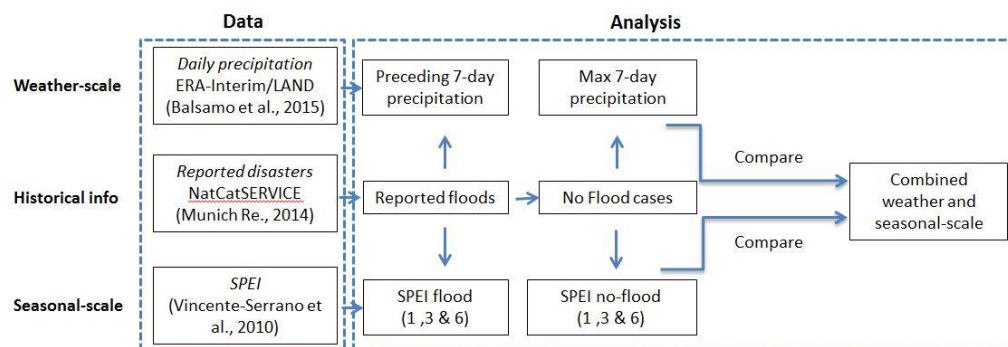 Data
Analysis
Weather-scale
Daily precipitation
ERA-Interim/LAND
(Balsamo et al., 2015)
Preceding 7-day
precipitation
Max 7-day
precipitation
Compare
Historical info
Reported disasters
NatCatSERVICE
(Munich Re., 2014)
Reported floods
No Flood cases
Combined
weather and
seasonal-scale
Compare
Seasonal-scale
SPEI
(Vincente-Serrano et
al., 2010)
SPEI flood
(1 ,3 & 6)
SPEI no-flood
(1 ,3 & 6)